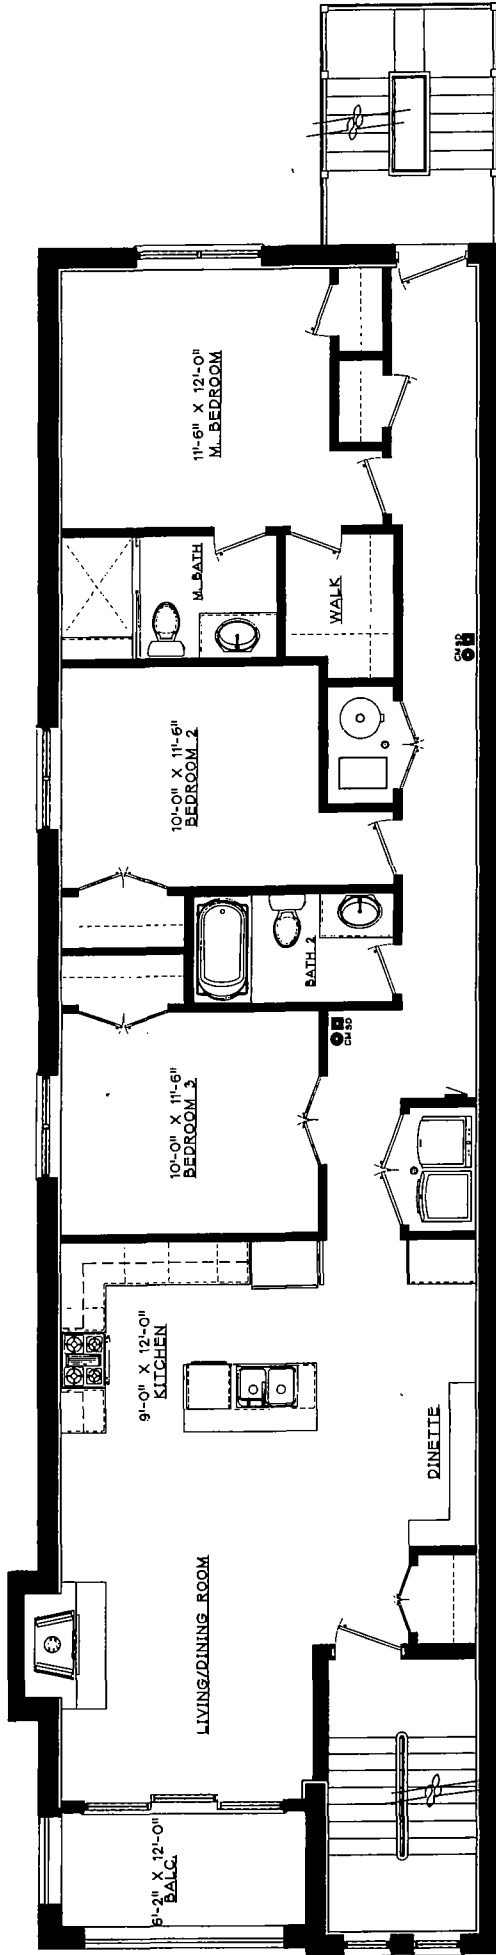 11'-6" X 12'-0"
M. BEDROOM
M. BATH
WALK
CM SD
10'-0" X 11'-6"
BEDROOM 2
BATH 2
CM SD
10'-0" X 11'-6"
BEDROOM 3
9'-0" X 12'-0"
KITCHEN
DINETTE
LIVING/DINING ROOM
6'-2" X 12'-0"
BALC.